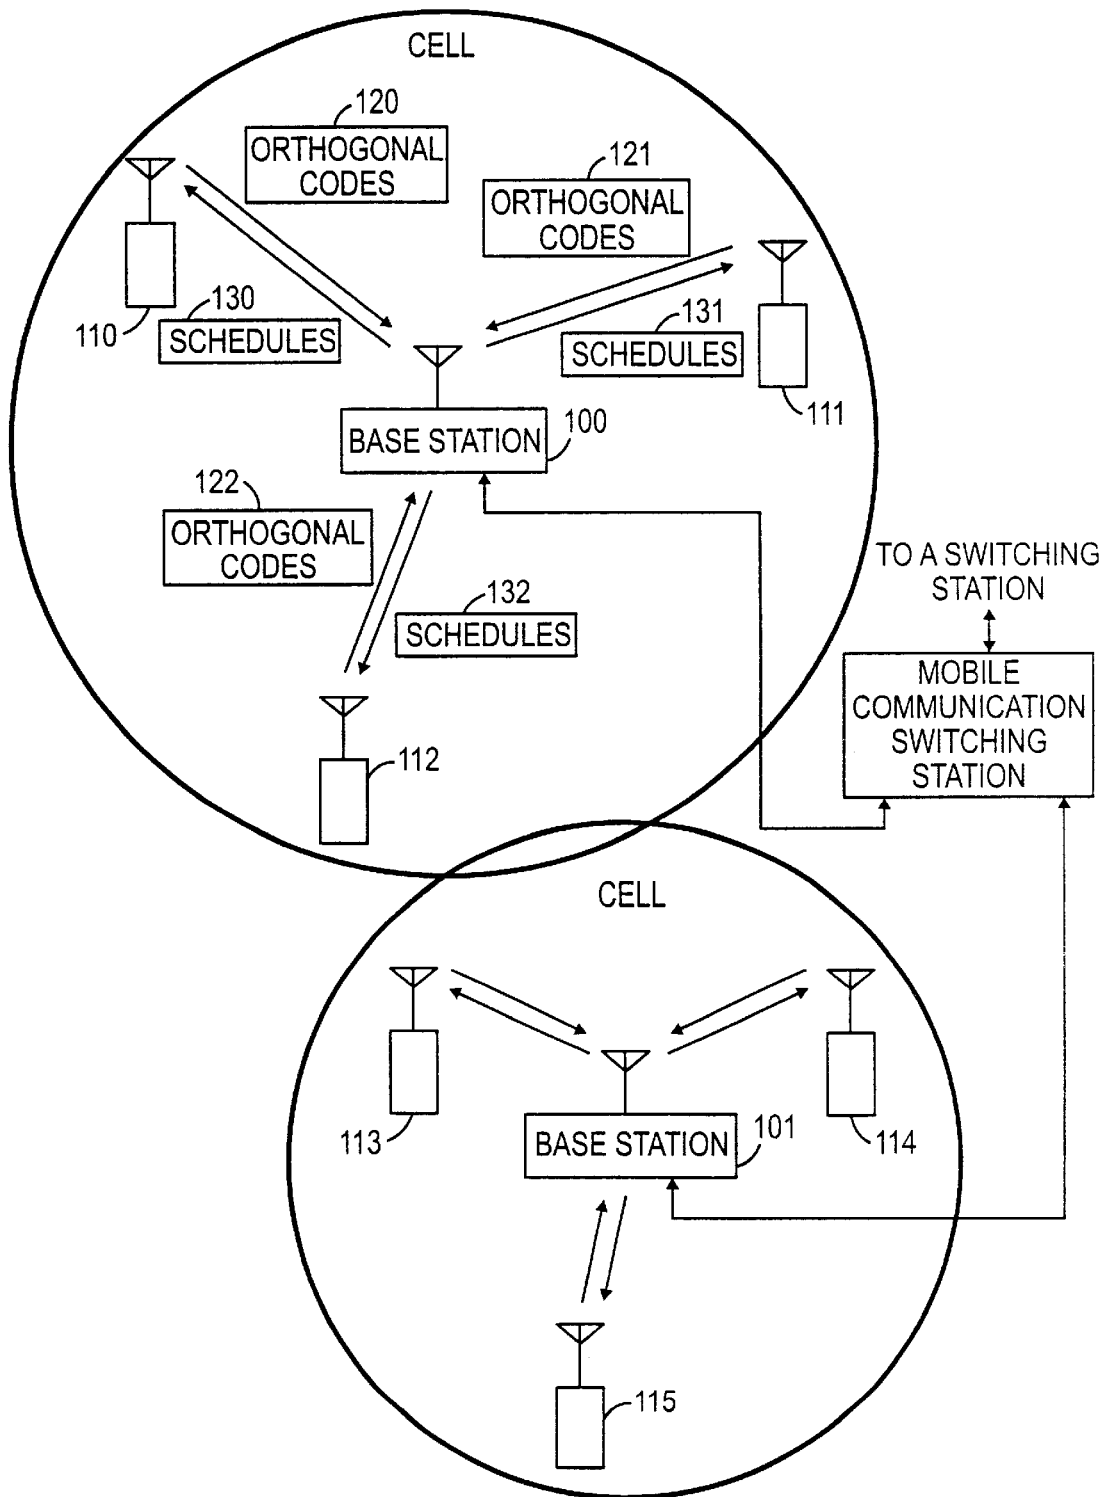 CELL
120
ORTHOGONAL
CODES
121
ORTHOGONAL
CODES
130
110
SCHEDULES
131
SCHEDULES
111
BASE STATION
100
122
ORTHOGONAL
CODES
132
SCHEDULES
112
TO A SWITCHING
STATION
MOBILE
COMMUNICATION
SWITCHING
STATION
CELL
113
BASE STATION
101
114
115